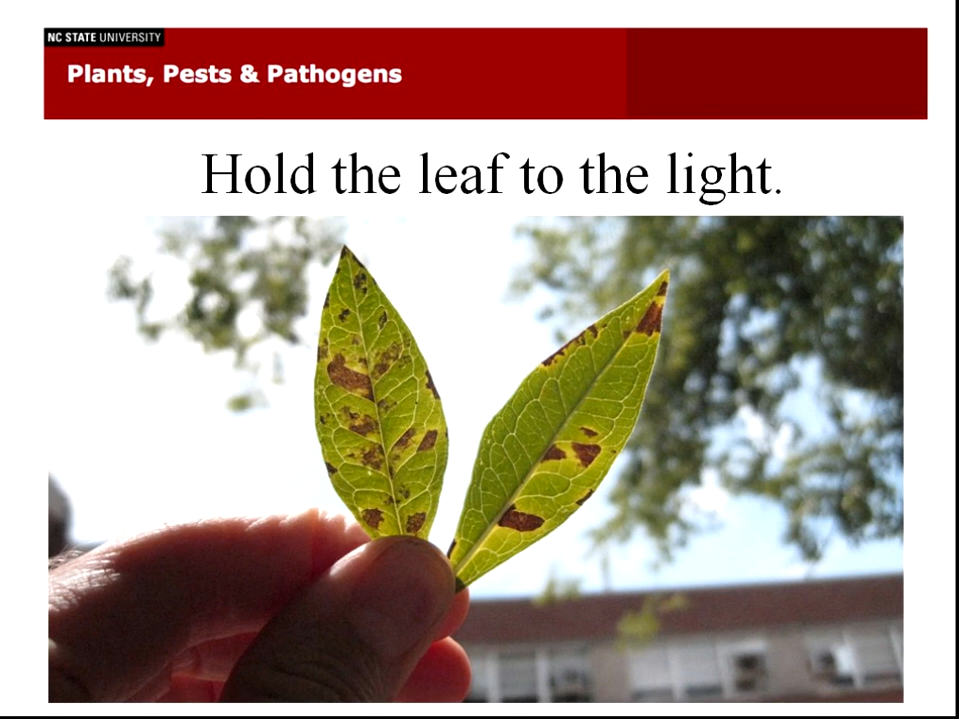 NC STATE UNIVERSITY
Plants, Pests & Pathogens
Hold the leaf to the light.